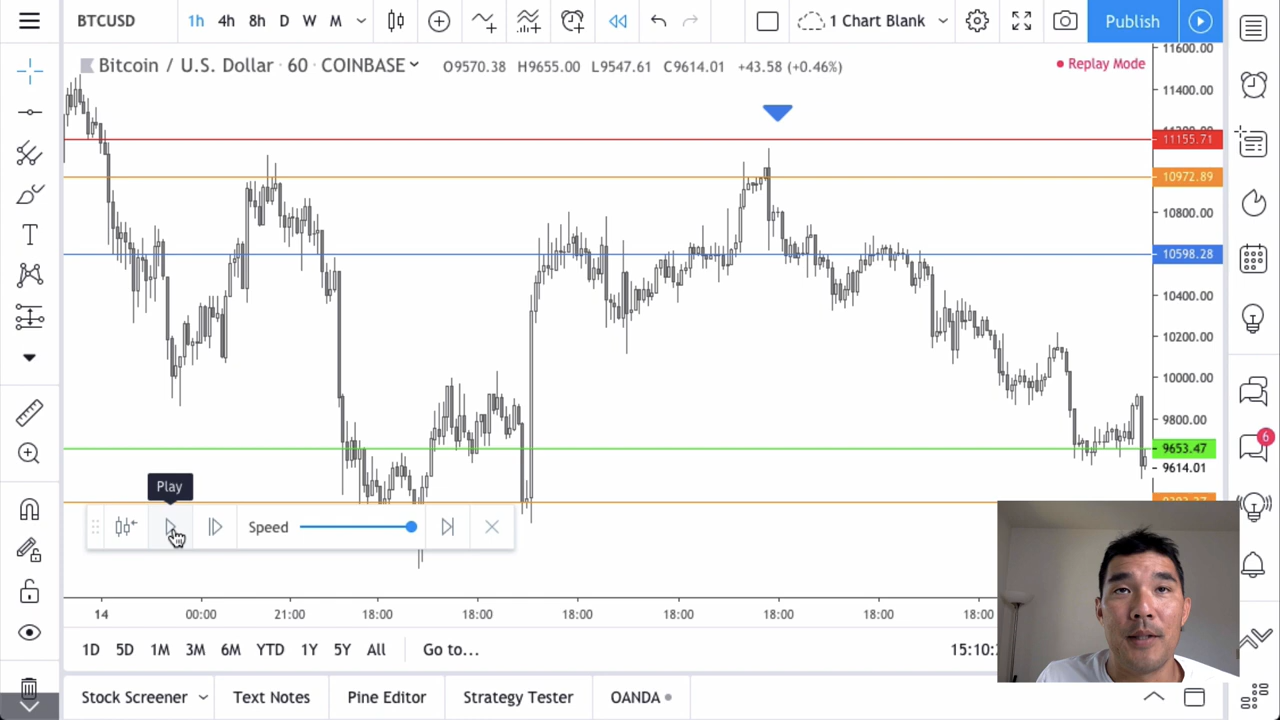 BTCUSD 1h 4h 8h D W M 1 Chart Blank Publish
Bitcoin / U.S. Dollar · 60 · COINBASE O9570.38 H9655.00 L9547.61 C9614.01 +43.58 (+0.46%)
Replay Mode
11600.00
11400.00
11155.71
10972.89
10800.00
10598.28
10400.00
10200.00
10000.00
9800.00
9653.47
9614.01
6
Play
Speed
14 00:00 21:00 18:00 18:00 18:00 18:00 18:00 18:00 18:00
1D 5D 1M 3M 6M YTD 1Y 5Y All Go to...
Stock Screener Text Notes Pine Editor Strategy Tester OANDA